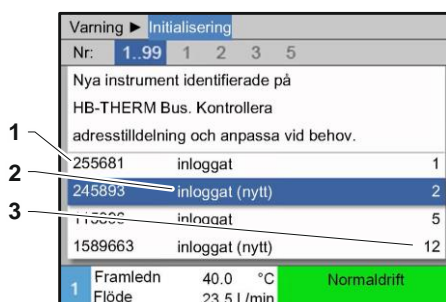 Varning ► Initialisering
Nr: 1..99 1 2 3 5
Nya instrument identifierade på
HB-THERM Bus. Kontrollera
adresstilldelning och anpassa vid behov.
1
255681 inloggat 1
2
245893 inloggat (nytt) 2
3
inloggat 5
1589663 inloggat (nytt) 12
1
Framledn 40.0 °C Normaldrift
Flöde 23.5 L/min